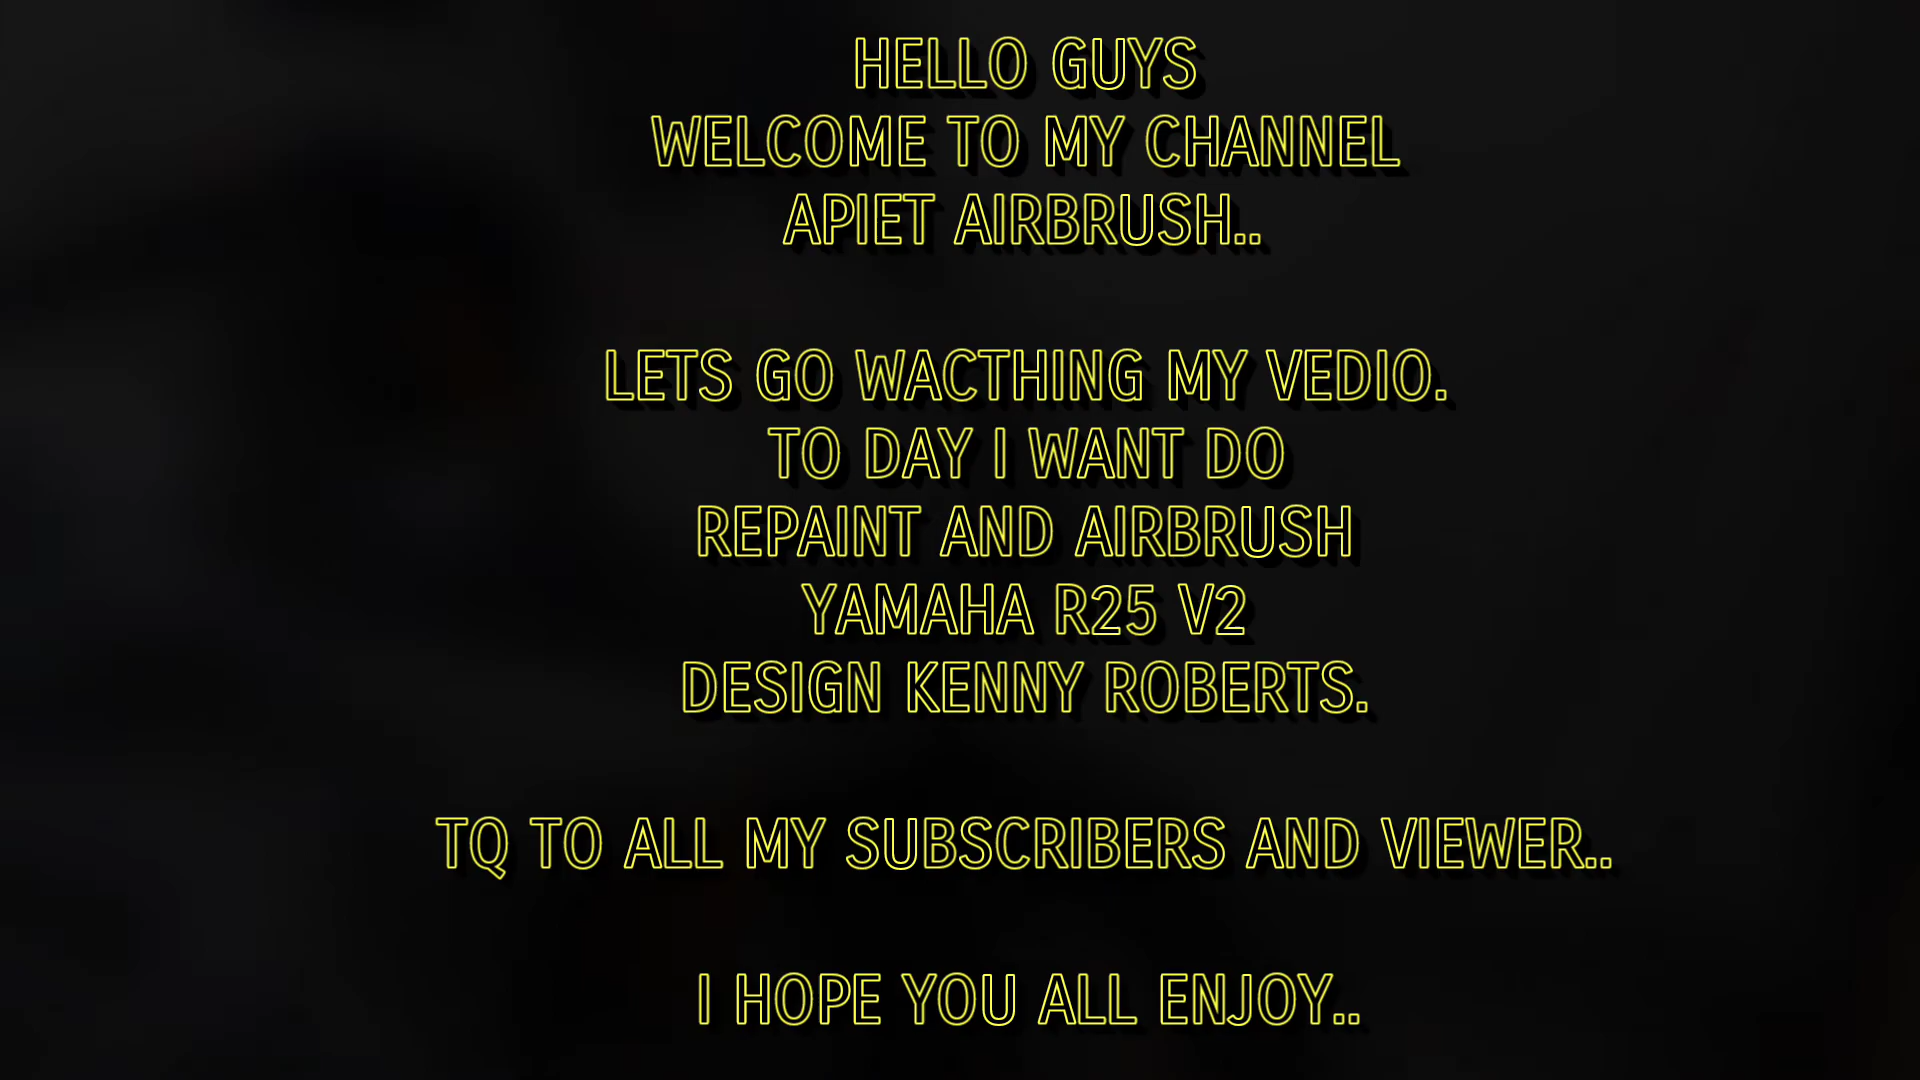 HELLO GUYS
WELCOME TO MY CHANNEL
APIET AIRBRUSH..
LETS GO WACTHING MY VEDIO.
TO DAY I WANT DO
REPAINT AND AIRBRUSH
YAMAHA R25 V2
DESIGN KENNY ROBERTS.
TQ TO ALL MY SUBSCRIBERS AND VIEWER..
I HOPE YOU ALL ENJOY..